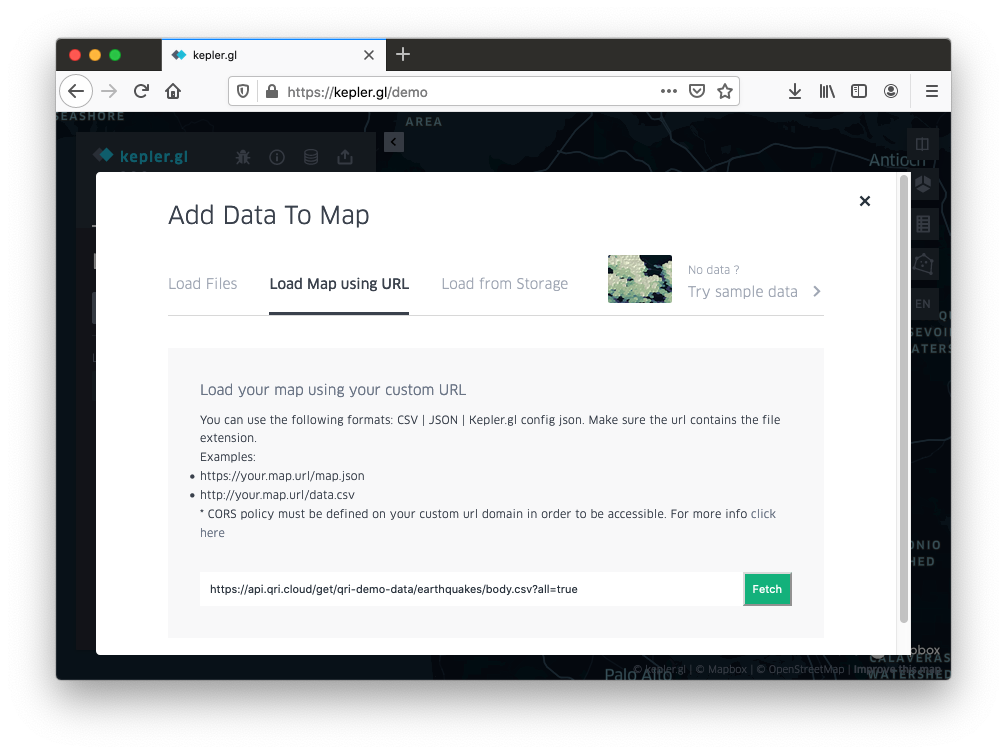 kepler.gl
https://kepler.gl/demo
SEASHORE
AREA
kepler.gl
Antioch
Add Data To Map
Load Files
Load Map using URL
Load from Storage
No data ?
Try sample data
EN
Load your map using your custom URL
You can use the following formats: CSV | JSON | Kepler.gl config json. Make sure the url contains the file
extension.
Examples:
• https://your.map.url/map.json
• http://your.map.url/data.csv
* CORS policy must be defined on your custom url domain in order to be accessible. For more info click
here
https://api.qri.cloud/get/qri-demo-data/earthquakes/body.csv?all=true
Fetch
CALAVERAS
WATERSHED
Palo Alto
© kepler.gl | © Mapbox | © OpenStreetMap | Improve this map